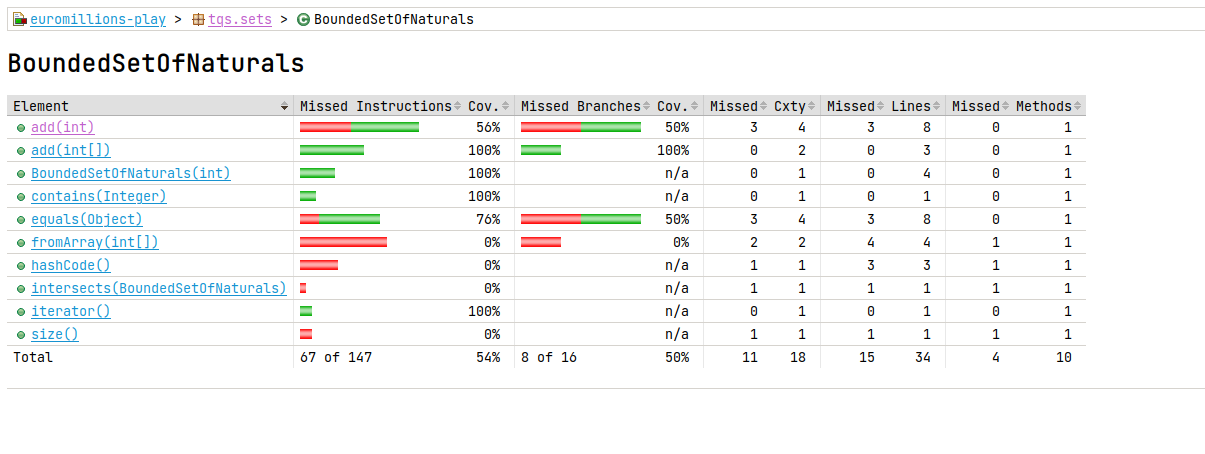 euromillions-play > tqs.sets > BoundedSetOfNaturals
BoundedSetOfNaturals
Element Missed Instructions Cov. Missed Branches Cov. Missed Cxty Missed Lines Missed Methods
add(int) 56% 50% 3 4 3 8 0 1
add(int[]) 100% 100% 0 2 0 3 0 1
BoundedSetOfNaturals(int) 100% n/a 0 1 0 4 0 1
contains(Integer) 100% n/a 0 1 0 1 0 1
equals(Object) 76% 50% 3 4 3 8 0 1
fromArray(int[]) 0% 0% 2 2 4 4 1 1
hashCode() 0% n/a 1 1 3 3 1 1
intersects(BoundedSetOfNaturals) 0% n/a 1 1 1 1 1 1
iterator() 100% n/a 0 1 0 1 0 1
size() 0% n/a 1 1 1 1 1 1
Total 67 of 147 54% 8 of 16 50% 11 18 15 34 4 10